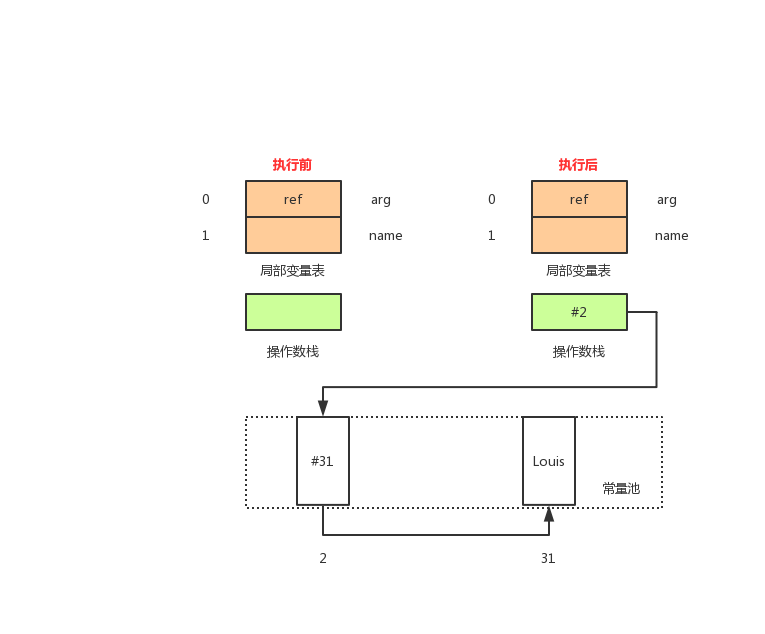 执行前 执行后
0 ref arg 0 ref arg
1 name 1 name
局部变量表 局部变量表
#2
操作数栈 操作数栈
#31 Louis
常量池
2 31